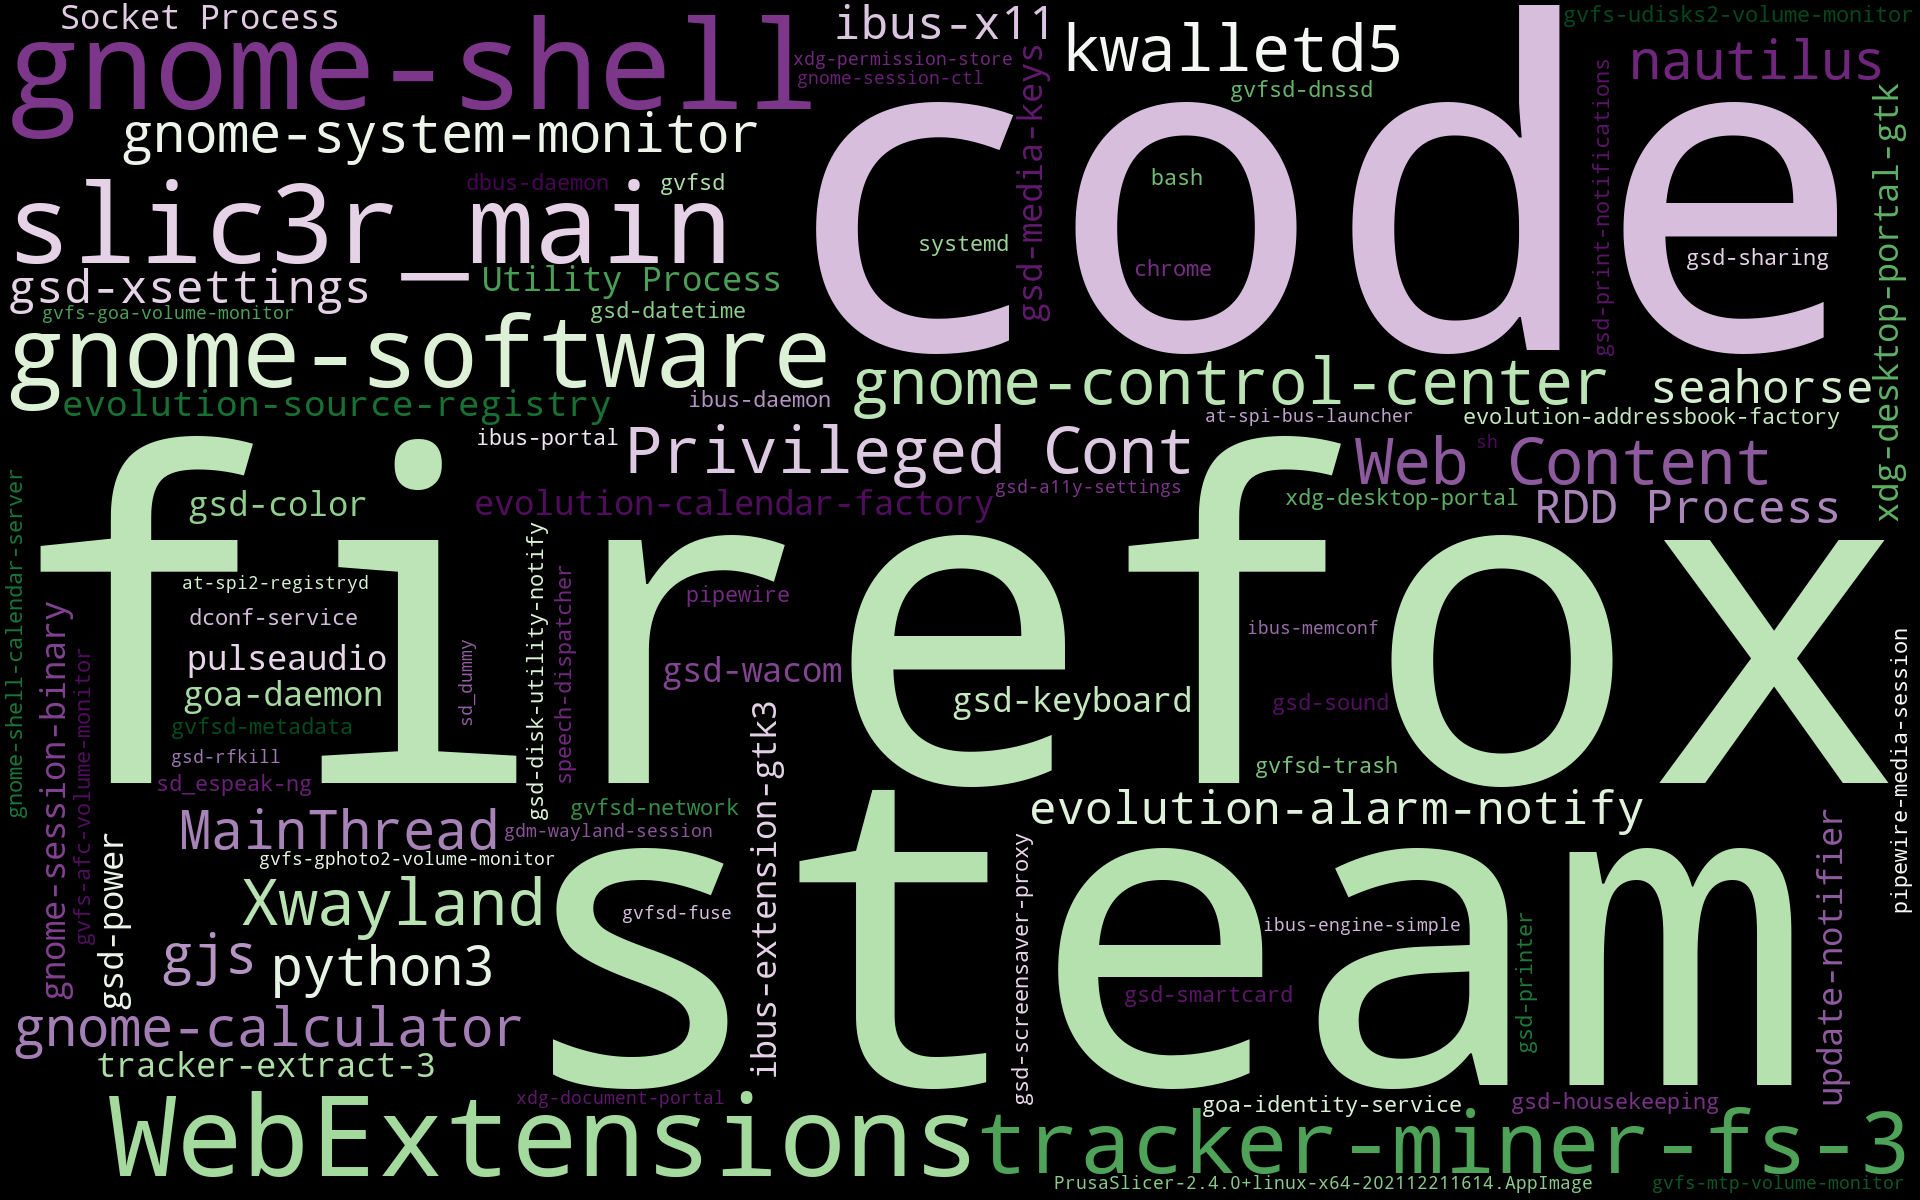 Socket Process
gnome-shell
ibus-x11
kwalletd5
code
gvfs-udisks2-volume-monitor
nautilus
xdg-permission-store
gnome-session-ctl
gvfsd-dnssd
gsd-media-keys
gsd-print-notifications
xdg-desktop-portal-gtk
gnome-system-monitor
dbus-daemon
gvfsd
bash
slic3r_main
systemd
chrome
gsd-sharing
gsd-xsettings
Utility Process
gvfs-goa-volume-monitor
gsd-datetime
gnome-software
gnome-control-center
seahorse
evolution-source-registry
ibus-daemon
at-spi-bus-launcher
evolution-addressbook-factory
ibus-portal
Privileged Cont
Web Content
sh
firefox
gsd-color
evolution-calendar-factory
gsd-a11y-settings
xdg-desktop-portal
RDD Process
gnome-shell-calendar-server
gsd-disk-utility-notify
speech-dispatcher
at-spi2-registryd
pipewire
dconf-service
ibus-memconf
gnome-session-binary
gvfs-afc-volume-monitor
sd_dummy
pulseaudio
gsd-wacom
goa-daemon
gsd-keyboard
gsd-sound
pipewire-media-session
gvfsd-metadata
ibus-extension-gtk3
gsd-rfkill
gvfsd-trash
sd_espeak-ng
steam
gvfsd-network
evolution-alarm-notify
MainThread
gdm-wayland-session
gsd-power
gvfs-gphoto2-volume-monitor
gsd-screensaver-proxy
update-notifier
Xwayland
gvfsd-fuse
ibus-engine-simple
gsd-printer
gjs
python3
gsd-smartcard
gnome-calculator
tracker-extract-3
WebExtensions
xdg-document-portal
goa-identity-service
gsd-housekeeping
tracker-miner-fs-3
PrusaSlicer-2.4.0+linux-x64-202112211614.AppImage
gvfs-mtp-volume-monitor